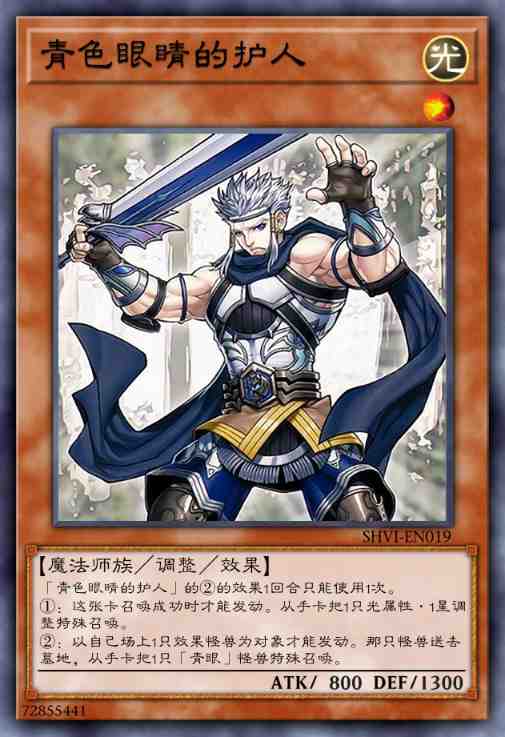 青色眼睛的护人
光
SHVI-EN019
【魔法师族／调整／效果】
「青色眼睛的护人」的②的效果1回合只能使用1次。
①：这张卡召唤成功时才能发动。从手卡把1只光属性·1星调
整特殊召唤。
②：以自己场上1只效果怪兽为对象才能发动。那只怪兽送去
墓地，从手卡把1只「青眼」怪兽特殊召唤。
ATK/ 800 DEF/1300
72855441